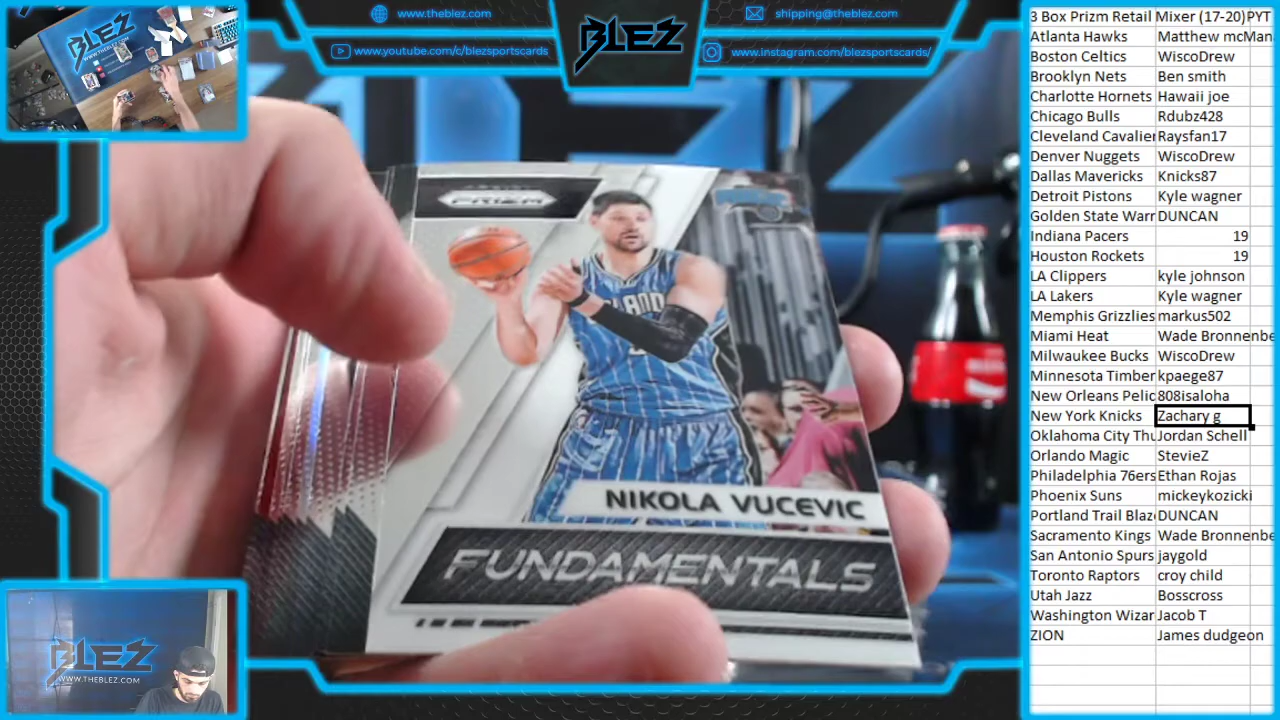 www.theblez.com
www.youtube.com/c/blezsportscards
BLEZ
shipping@theblez.com
www.instagram.com/blezsportscards/
PRIZM
NIKOLA VUCEVIC
FUNDAMENTALS
BLEZ
WWW.THEBLEZ.COM
3 Box Prizm Retail Mixer (17-20)PYT
Atlanta Hawks Matthew mcMan
Boston Celtics WiscoDrew
Brooklyn Nets Ben smith
Charlotte Hornets Hawaii joe
Chicago Bulls Rdubz428
Cleveland Cavalier Raysfan17
Denver Nuggets WiscoDrew
Dallas Mavericks Knicks87
Detroit Pistons Kyle wagner
Golden State Warr DUNCAN
Indiana Pacers 19
Houston Rockets 19
LA Clippers kyle johnson
LA Lakers Kyle wagner
Memphis Grizzlies markus502
Miami Heat Wade Bronnenbe
Milwaukee Bucks WiscoDrew
Minnesota Timber kpaege87
New Orleans Pelic 808isaloha
New York Knicks Zachary g
Oklahoma City Thu Jordan Schell
Orlando Magic StevieZ
Philadelphia 76ers Ethan Rojas
Phoenix Suns mickeykozicki
Portland Trail Blaz DUNCAN
Sacramento Kings Wade Bronnenbe
San Antonio Spurs jaygold
Toronto Raptors croy child
Utah Jazz Bosscross
Washington Wizar Jacob T
ZION James dudgeon